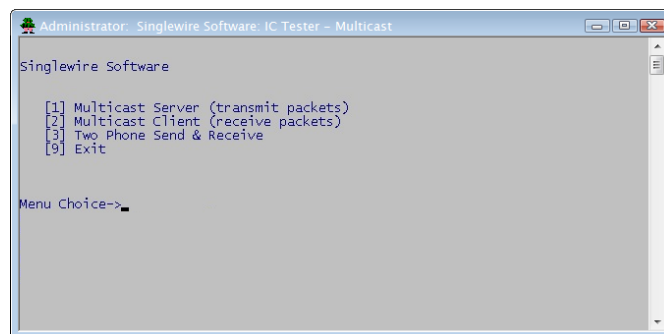 Administrator: Singlewire Software: IC Tester - Multicast
Singlewire Software
[1] Multicast Server (transmit packets)
[2] Multicast Client (receive packets)
[3] Two Phone Send & Receive
[9] Exit
Menu Choice->